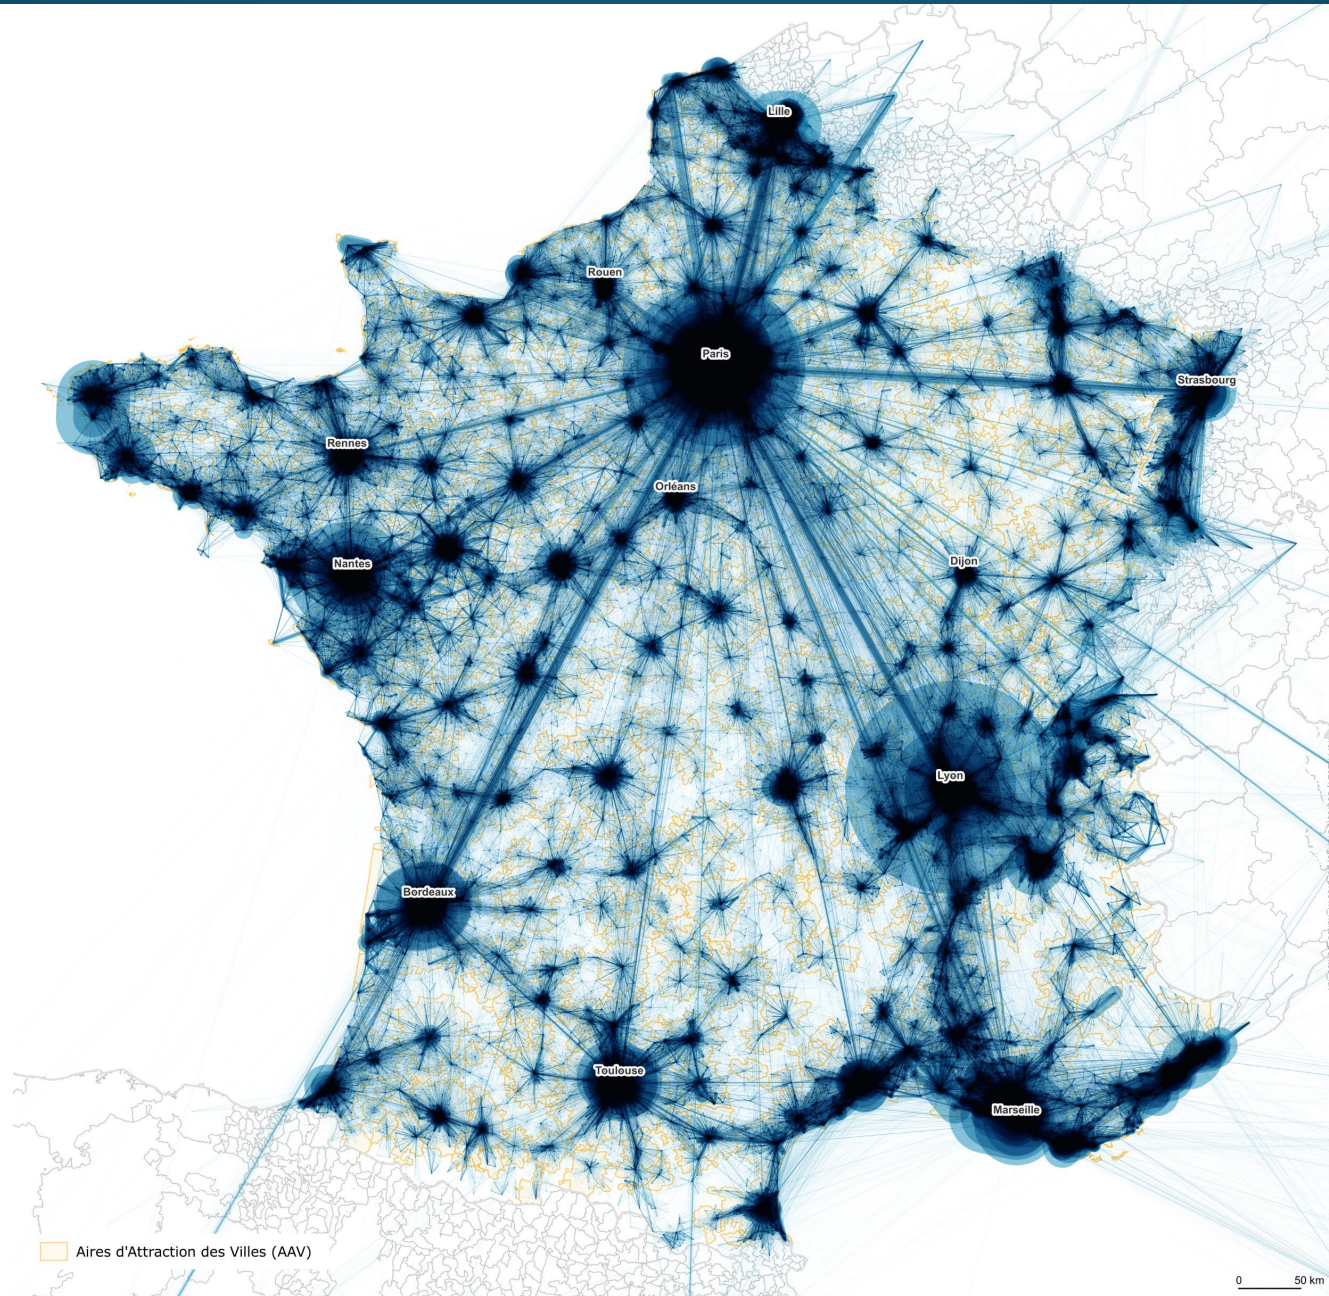 Lille
Rouen
Paris
Strasbourg
Rennes
Orléans
Nantes
Dijon
Lyon
Bordeaux
Toulouse
Marseille
Aires d'Attraction des Villes (AAV)
0 50 km